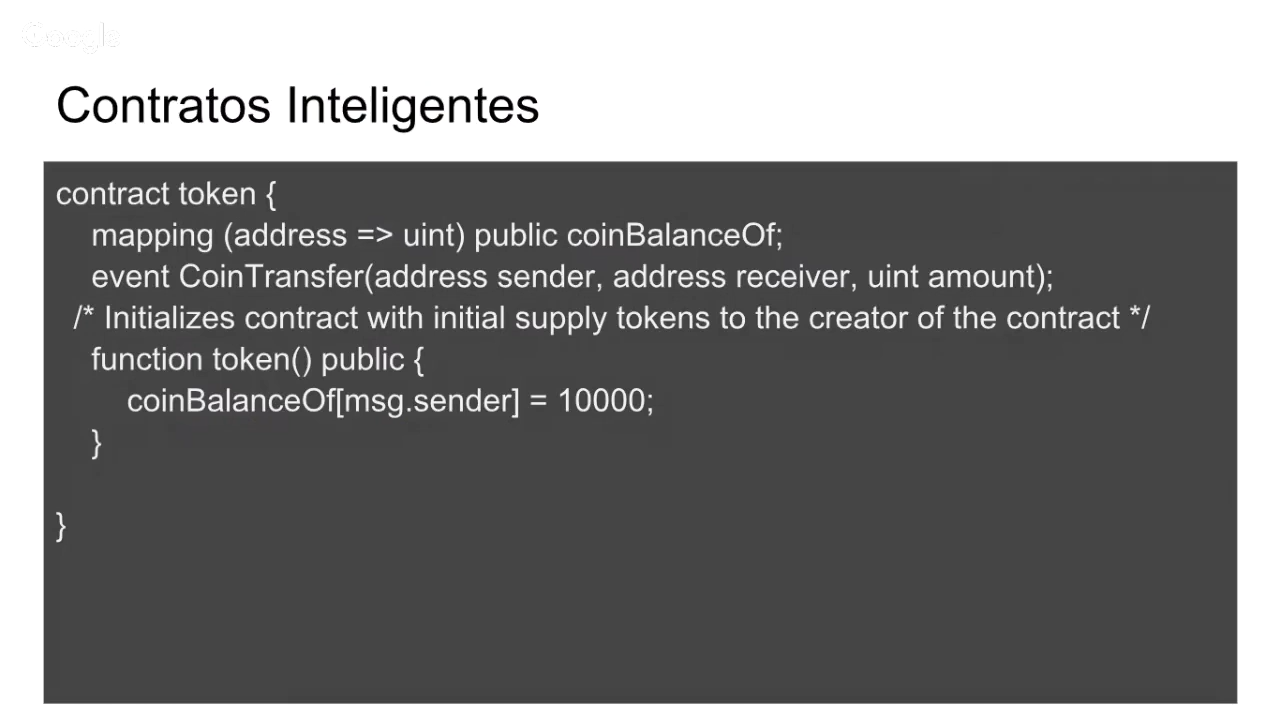 Google
Contratos Inteligentes
contract token {
mapping (address => uint) public coinBalanceOf;
event CoinTransfer(address sender, address receiver, uint amount);
/* Initializes contract with initial supply tokens to the creator of the contract */
function token() public {
coinBalanceOf[msg.sender] = 10000;
}
}